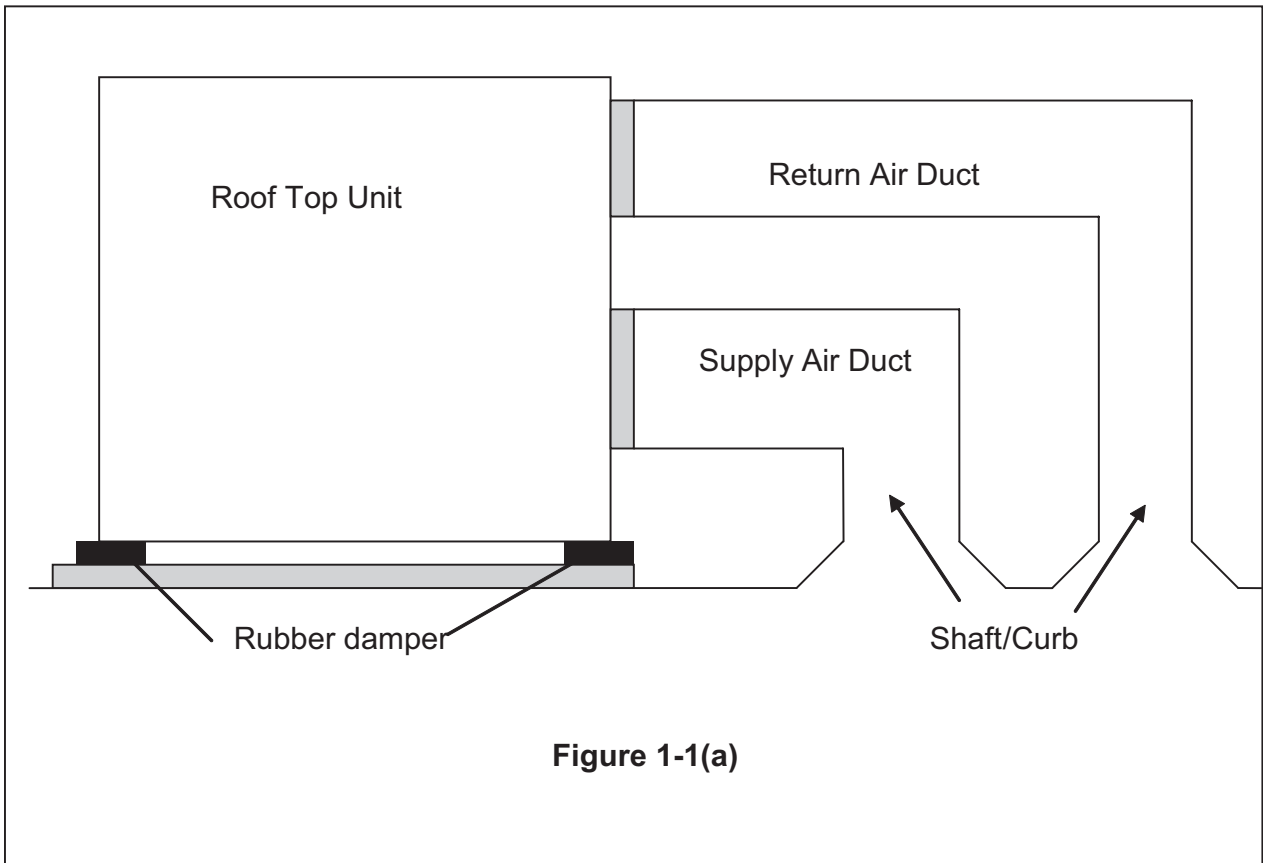 Return Air Duct
Roof Top Unit
Supply Air Duct
Rubber damper
Shaft/Curb
Figure 1-1(a)